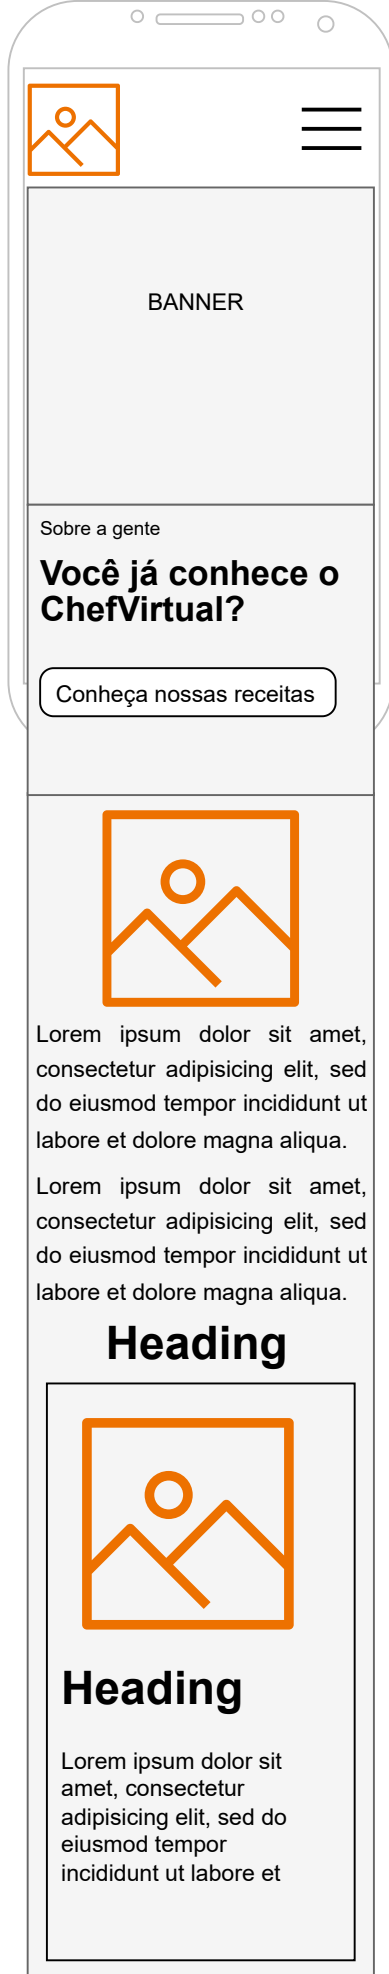 BANNER
Sobre a gente
Você já conhece o
ChefVirtual?
Conheça nossas receitas
Lorem ipsum dolor sit amet,
consectetur adipisicing elit, sed
do eiusmod tempor incididunt ut
labore et dolore magna aliqua.
Lorem ipsum dolor sit amet,
consectetur adipisicing elit, sed
do eiusmod tempor incididunt ut
labore et dolore magna aliqua.
Heading
Heading
Lorem ipsum dolor sit
amet, consectetur
adipisicing elit, sed do
eiusmod tempor
incididunt ut labore et